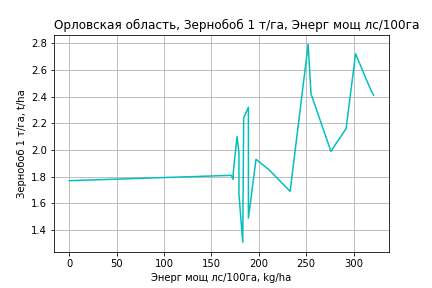 Орловская область, Зернобоб 1 т/га, Энерг мощ лс/100га
Зернобоб 1 т/га, t/ha
2.8
2.6
2.4
2.2
2.0
1.8
1.6
1.4
0 50 100 150 200 250 300
Энерг мощ лс/100га, kg/ha